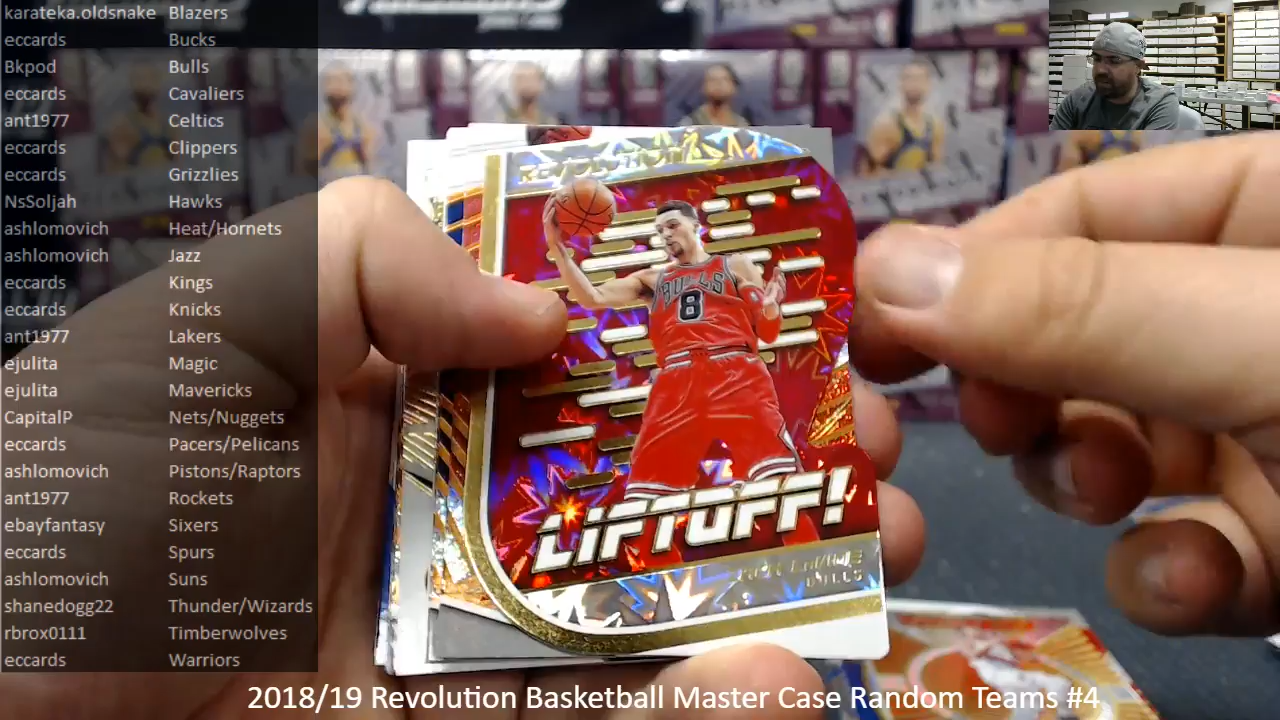 karateka.oldsnake Blazers
eccards Bucks
Bkpod Bulls
eccards Cavaliers
ant1977 Celtics
eccards Clippers
eccards Grizzlies
NsSoljah Hawks
ashlomovich Heat/Hornets
ashlomovich Jazz
eccards Kings
eccards Knicks
ant1977 Lakers
ejulita Magic
ejulita Mavericks
CapitalP Nets/Nuggets
eccards Pacers/Pelicans
ashlomovich Pistons/Raptors
ant1977 Rockets
ebayfantasy Sixers
eccards Spurs
ashlomovich Suns
shanedogg22 Thunder/Wizards
rbrox0111 Timberwolves
eccards Warriors
REVOLUTION
BULLS
8
LIFTOFF!
BULLS
2018/19 Revolution Basketball Master Case Random Teams #4